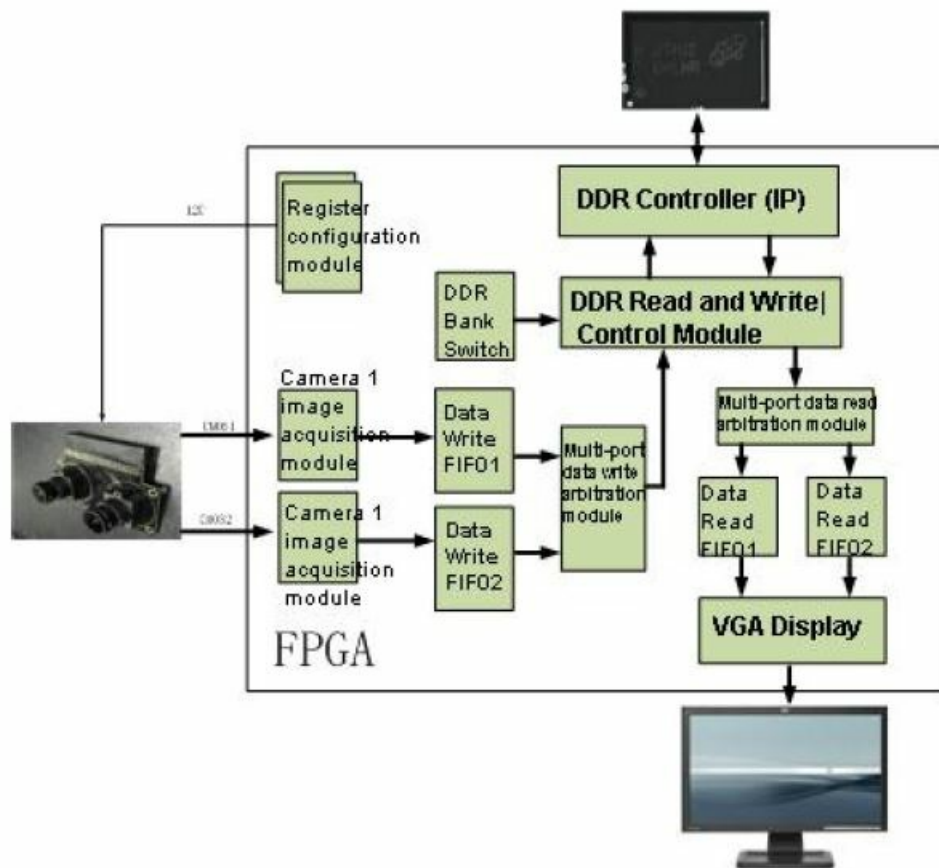 DDR Controller (IP)
I2C
Register
configuration
module
DDR
Bank
Switch
DDR Read and Write|
Control Module
Camera 1
image
acquisition
module
CMOS1
Data
Write
FIFO1
Multi-port
data write
arbitration
module
Multi-port data read
arbitration module
CMOS2
Camera 1
image
acquisition
module
Data
Write
FIFO2
Data
Read
FIFO1
Data
Read
FIFO2
VGA Display
FPGA